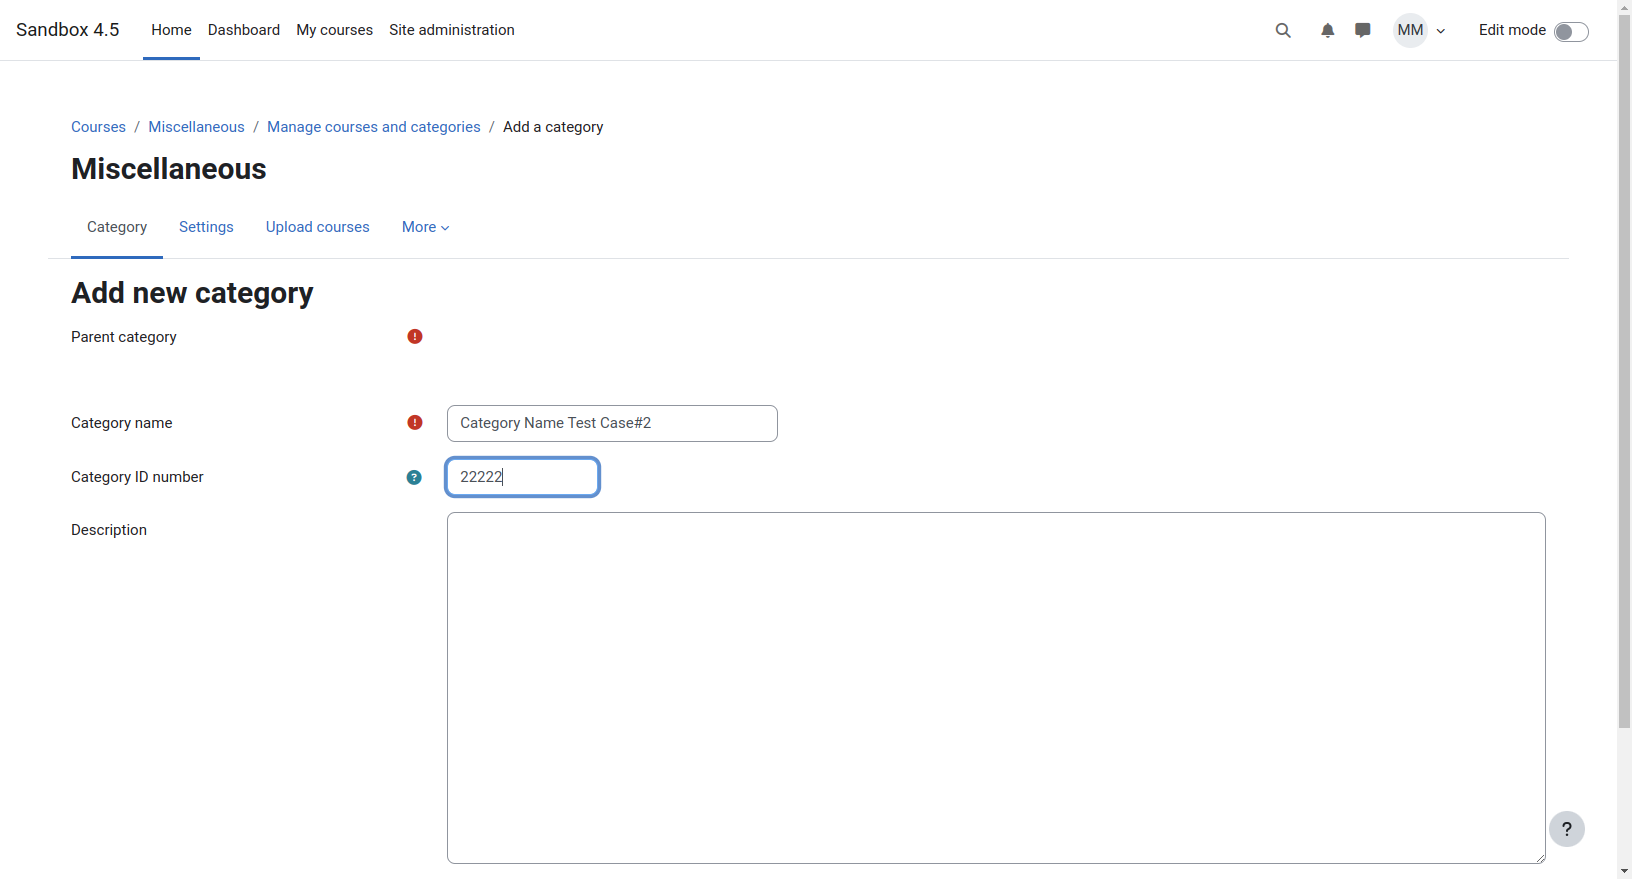 Sandbox 4.5 Home Dashboard My courses Site administration MM Edit mode
Courses / Miscellaneous / Manage courses and categories / Add a category
Miscellaneous
Category Settings Upload courses More
Add new category
Parent category !
Category name ! Category Name Test Case#2
Category ID number ? 22222
Description
?